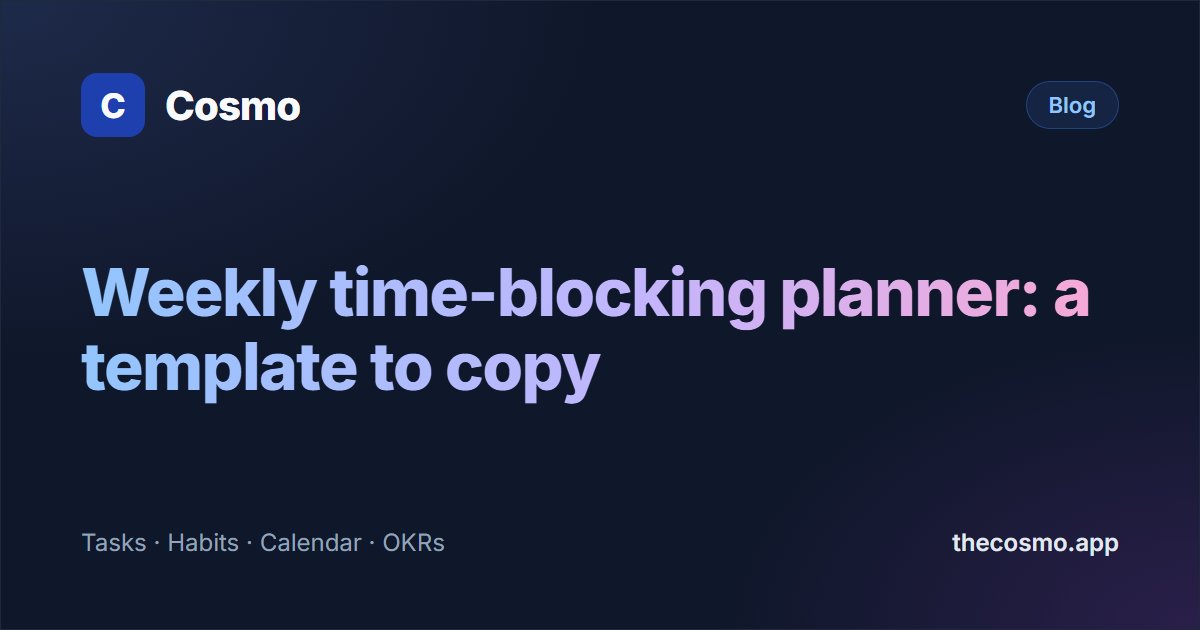 C Cosmo
Blog
Weekly time-blocking planner: a
template to copy
Tasks · Habits · Calendar · OKRs
thecosmo.app